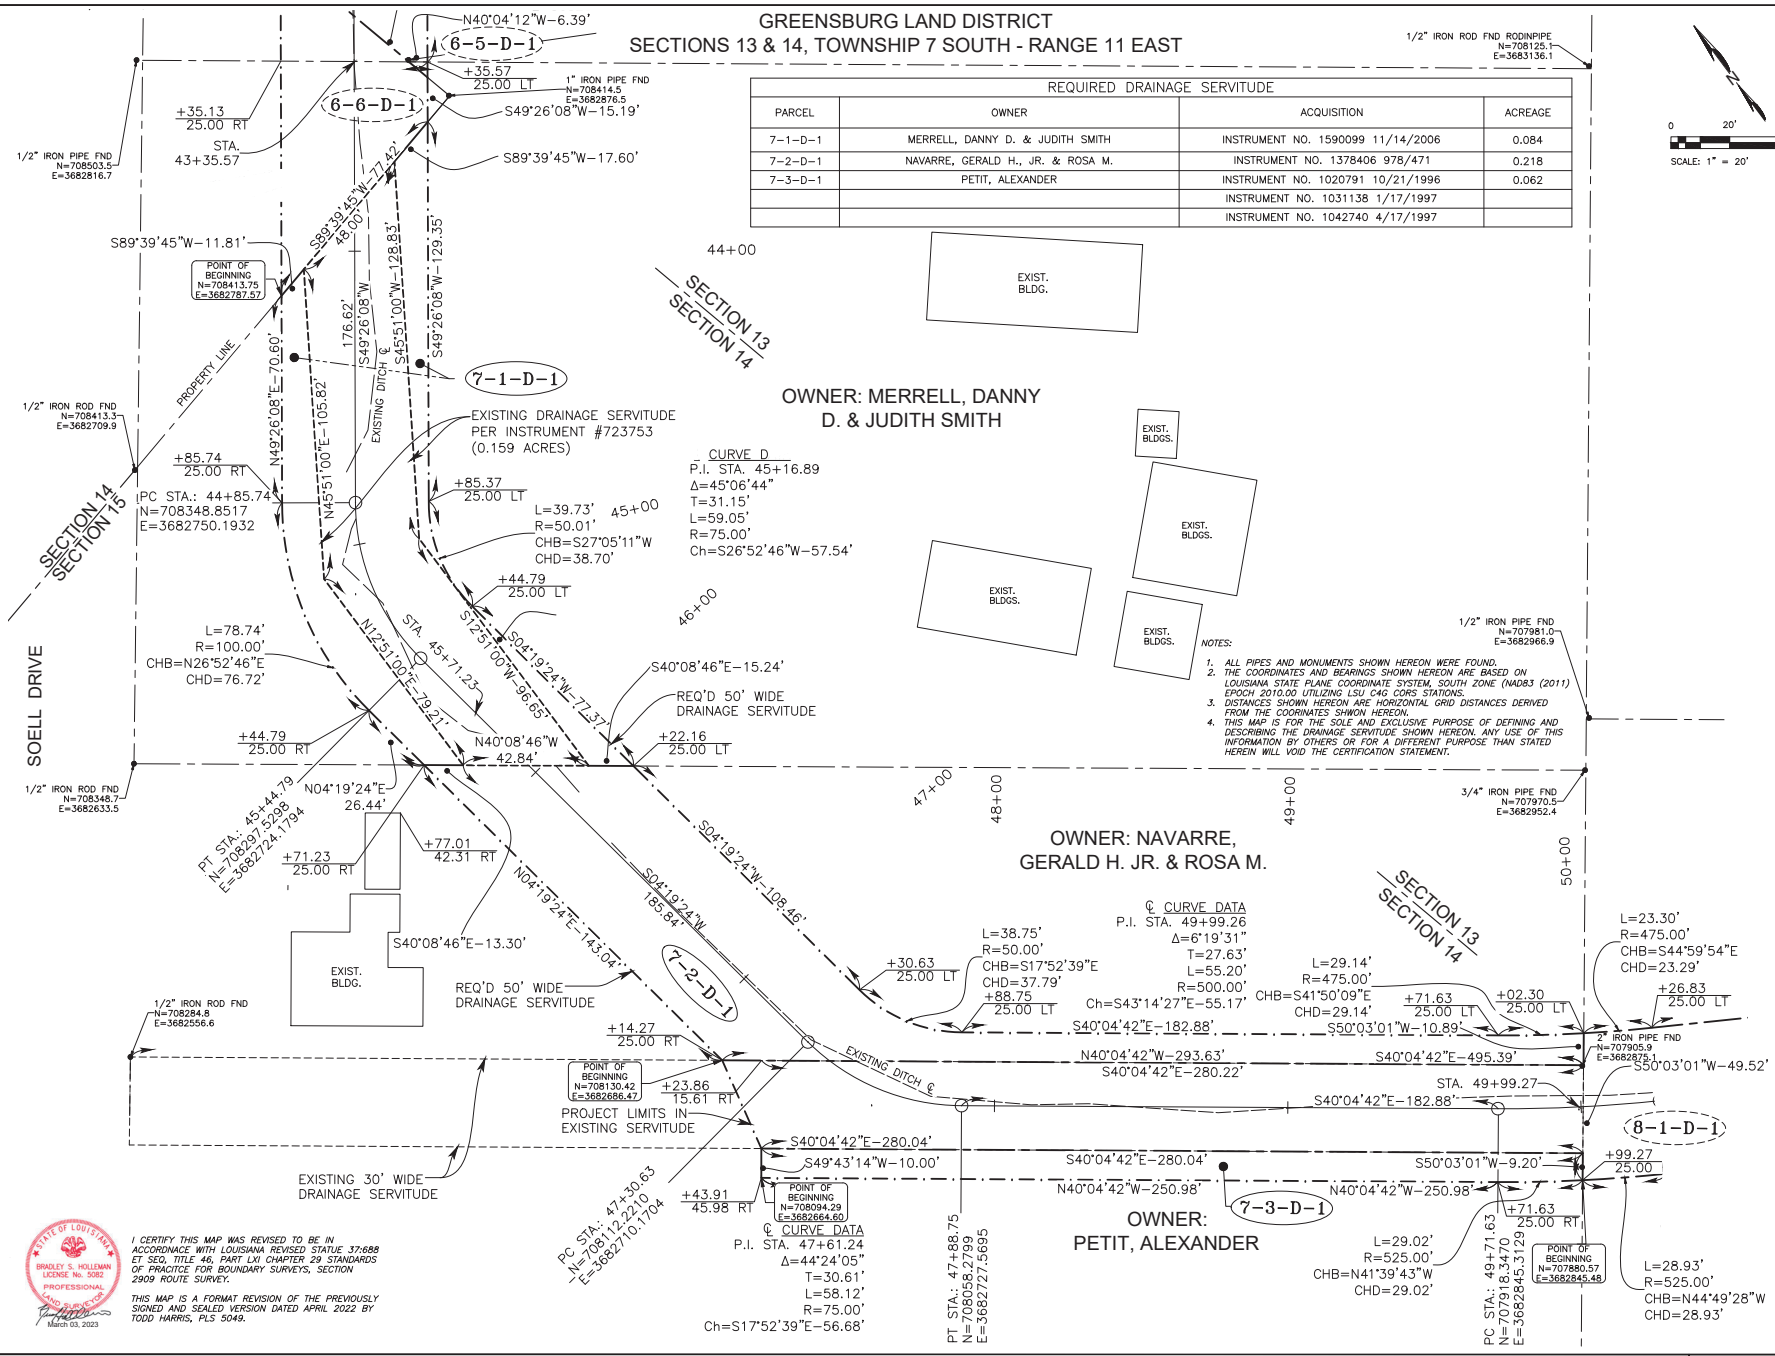 GREENSBURG LAND DISTRICT
SECTIONS 13 & 14, TOWNSHIP 7 SOUTH - RANGE 11 EAST
N40°04'12"W-6.39'
6-5-D-1
+35.57
25.00 LT
1" IRON PIPE FND
N=708414.5
E=3682876.5
6-6-D-1
S49°26'08"W-15.19'
S89°39'45"W-17.60'
+35.13
25.00 RT
STA.
43+35.57
1/2" IRON PIPE FND
N=708503.5
E=3682816.7
1/2" IRON ROD FND RODINPIPE
N=708125.1
E=3683136.1
N
0 20'
SCALE: 1" = 20'
REQUIRED DRAINAGE SERVITUDE
PARCEL OWNER ACQUISITION ACREAGE
7-1-D-1 MERRELL, DANNY D. & JUDITH SMITH INSTRUMENT NO. 1590099 11/14/2006 0.084
7-2-D-1 NAVARRE, GERALD H., JR. & ROSA M. INSTRUMENT NO. 1378406 978/471 0.218
7-3-D-1 PETIT, ALEXANDER INSTRUMENT NO. 1020791 10/21/1996 0.062
INSTRUMENT NO. 1031138 1/17/1997
INSTRUMENT NO. 1042740 4/17/1997
S89°39'45"W-77.42'
48.00'
S89°39'45"W-11.81'
POINT OF
BEGINNING
N=708413.75
E=3682787.57
PROPERTY LINE
N49°26'08"E-70.60'
N45°51'00"E-105.82'
176.62'
S49°26'08"W
EXISTING DITCH ℄
S45°51'00"W-128.83'
S49°26'08"W-129.35'
44+00
SECTION 13
SECTION 14
EXIST.
BLDG.
7-1-D-1
EXISTING DRAINAGE SERVITUDE
PER INSTRUMENT #723753
(0.159 ACRES)
OWNER: MERRELL, DANNY
D. & JUDITH SMITH
1/2" IRON ROD FND
N=708413.3
E=3682709.9
+85.74
25.00 RT
PC STA.: 44+85.74
N=708348.8517
E=3682750.1932
SECTION 14
SECTION 15
+85.37
25.00 LT
L=39.73'
R=50.01'
CHB=S27°05'11"W
CHD=38.70'
45+00
CURVE D
P.I. STA. 45+16.89
Δ=45°06'44"
T=31.15'
L=59.05'
R=75.00'
Ch=S26°52'46"W-57.54'
EXIST.
BLDGS.
EXIST.
BLDGS.
EXIST.
BLDGS.
EXIST.
BLDGS.
+44.79
25.00 LT
46+00
SOELL DRIVE
L=78.74'
R=100.00'
CHB=N26°52'46"E
CHD=76.72'
N12°51'00"E-79.21'
STA. 45+71.23
S12°51'00"W-96.65'
S04°19'24"W-77.37'
S40°08'46"E-15.24'
REQ'D 50' WIDE
DRAINAGE SERVITUDE
+22.16
25.00 LT
N40°08'46"W
42.84'
+44.79
25.00 RT
1/2" IRON PIPE FND
N=707981.0
E=3682966.9
NOTES:
1. ALL PIPES AND MONUMENTS SHOWN HEREON WERE FOUND.
2. THE COORDINATES AND BEARINGS SHOWN HEREON ARE BASED ON
LOUISIANA STATE PLANE COORDINATE SYSTEM, SOUTH ZONE (NAD83 (2011)
EPOCH 2010.00 UTILIZING LSU C4G CORS STATIONS.
3. DISTANCES SHOWN HEREON ARE HORIZONTAL GRID DISTANCES DERIVED
FROM THE COORINATES SHWON HEREON.
4. THIS MAP IS FOR THE SOLE AND EXCLUSIVE PURPOSE OF DEFINING AND
DESCRIBING THE DRAINAGE SERVITUDE SHOWN HEREON. ANY USE OF THIS
INFORMATION BY OTHERS OR FOR A DIFFERENT PURPOSE THAN STATED
HEREIN WILL VOID THE CERTIFICATION STATEMENT.
1/2" IRON ROD FND
N=708348.7
E=3682633.5
PT STA.: 45+44.79
N=708297.5298
E=3682724.1794
N04°19'24"E
26.44'
+71.23
25.00 RT
+77.01
42.31 RT
47+00
48+00
49+00
50+00
3/4" IRON PIPE FND
N=707970.5
E=3682952.4
OWNER: NAVARRE,
GERALD H. JR. & ROSA M.
SECTION 13
SECTION 14
EXIST.
BLDG.
S40°08'46"E-13.30'
N04°19'24"E-143.04'
S04°19'24"W
185.84'
S04°19'24"W-108.46'
REQ'D 50' WIDE
DRAINAGE SERVITUDE
7-2-D-1
+30.63
25.00 LT
L=38.75'
R=50.00'
CHB=S17°52'39"E
CHD=37.79'
+88.75
25.00 LT
℄ CURVE DATA
P.I. STA. 49+99.26
Δ=6°19'31"
T=27.63'
L=55.20'
R=500.00'
Ch=S43°14'27"E-55.17'
L=29.14'
R=475.00'
CHB=S41°50'09"E
CHD=29.14'
+71.63
25.00 LT
+02.30
25.00 LT
L=23.30'
R=475.00'
CHB=S44°59'54"E
CHD=23.29'
+26.83
25.00 LT
1/2" IRON ROD FND
N=708284.8
E=3682556.6
+14.27
25.00 RT
POINT OF
BEGINNING
N=708130.42
E=3682686.47
+23.86
15.61 RT
PROJECT LIMITS IN
EXISTING SERVITUDE
EXISTING DITCH ℄
S40°04'42"E-182.88'
S50°03'01"W-10.89'
N40°04'42"W-293.63'
S40°04'42"E-280.22'
S40°04'42"E-495.39'
2" IRON PIPE FND
N=707905.9
E=3682875.1
S50°03'01"W-49.52'
STA. 49+99.27
S40°04'42"E-182.88'
8-1-D-1
S40°04'42"E-280.04'
S49°43'14"W-10.00'
S40°04'42"E-280.04'
S50°03'01"W-9.20'
+99.27
25.00
EXISTING 30' WIDE
DRAINAGE SERVITUDE
+43.91
45.98 RT
POINT OF
BEGINNING
N=708094.29
E=3682664.60
N40°04'42"W-250.98'
7-3-D-1
N40°04'42"W-250.98'
+71.63
25.00 RT
PC STA.: 47+30.63
N=708112.2210
E=3682710.1704
℄ CURVE DATA
P.I. STA. 47+61.24
Δ=44°24'05"
T=30.61'
L=58.12'
R=75.00'
Ch=S17°52'39"E-56.68'
PT STA.: 47+88.75
N=708058.2799
E=3682727.5695
OWNER:
PETIT, ALEXANDER
L=29.02'
R=525.00'
CHB=N41°39'43"W
CHD=29.02'
PC STA.: 49+71.63
N=707918.3470
E=3682845.3129
POINT OF
BEGINNING
N=707880.57
E=3682845.48
L=28.93'
R=525.00'
CHB=N44°49'28"W
CHD=28.93'
STATE OF LOUISIANA
BRADLEY S. HOLLEMAN
LICENSE No. 5082
PROFESSIONAL
LAND SURVEYOR
March 03, 2023
I CERTIFY THIS MAP WAS REVISED TO BE IN
ACCORDNACE WITH LOUISIANA REVISED STATUE 37:688
ET SEQ, TITLE 46, PART LXI CHAPTER 29 STANDARDS
OF PRACITCE FOR BOUNDARY SURVEYS, SECTION
2909 ROUTE SURVEY.
THIS MAP IS A FORMAT REVISION OF THE PREVIOUSLY
SIGNED AND SEALED VERSION DATED APRIL 2022 BY
TODD HARRIS, PLS 5049.